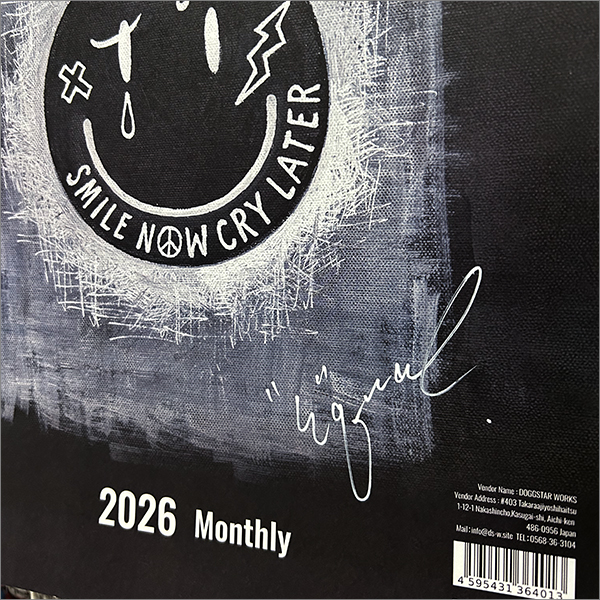 SMILE NOW CRY LATER
2026 Monthly
Vendor Name : DOGGSTAR WORKS
Vendor Address : #403 Takaraajiyoshihaitsu
1-12-1 Nakashincho,Kasugai-shi, Aichi-ken
486-0956 Japan
Mail : info@ds-w.site TEL : 0568-36-3104
4 595431 364013